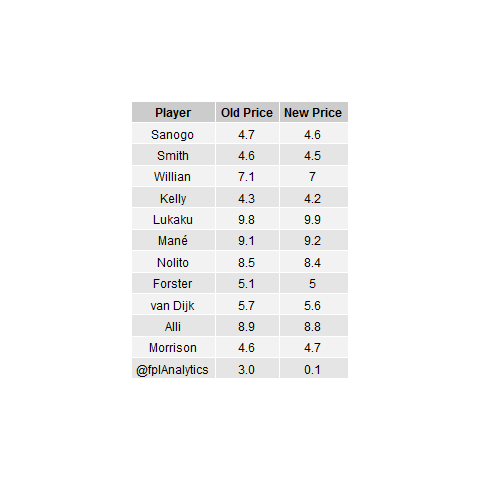 Player Old Price New Price
Sanogo 4.7 4.6
Smith 4.6 4.5
Willian 7.1 7
Kelly 4.3 4.2
Lukaku 9.8 9.9
Mané 9.1 9.2
Nolito 8.5 8.4
Forster 5.1 5
van Dijk 5.7 5.6
Alli 8.9 8.8
Morrison 4.6 4.7
@fplAnalytics 3.0 0.1